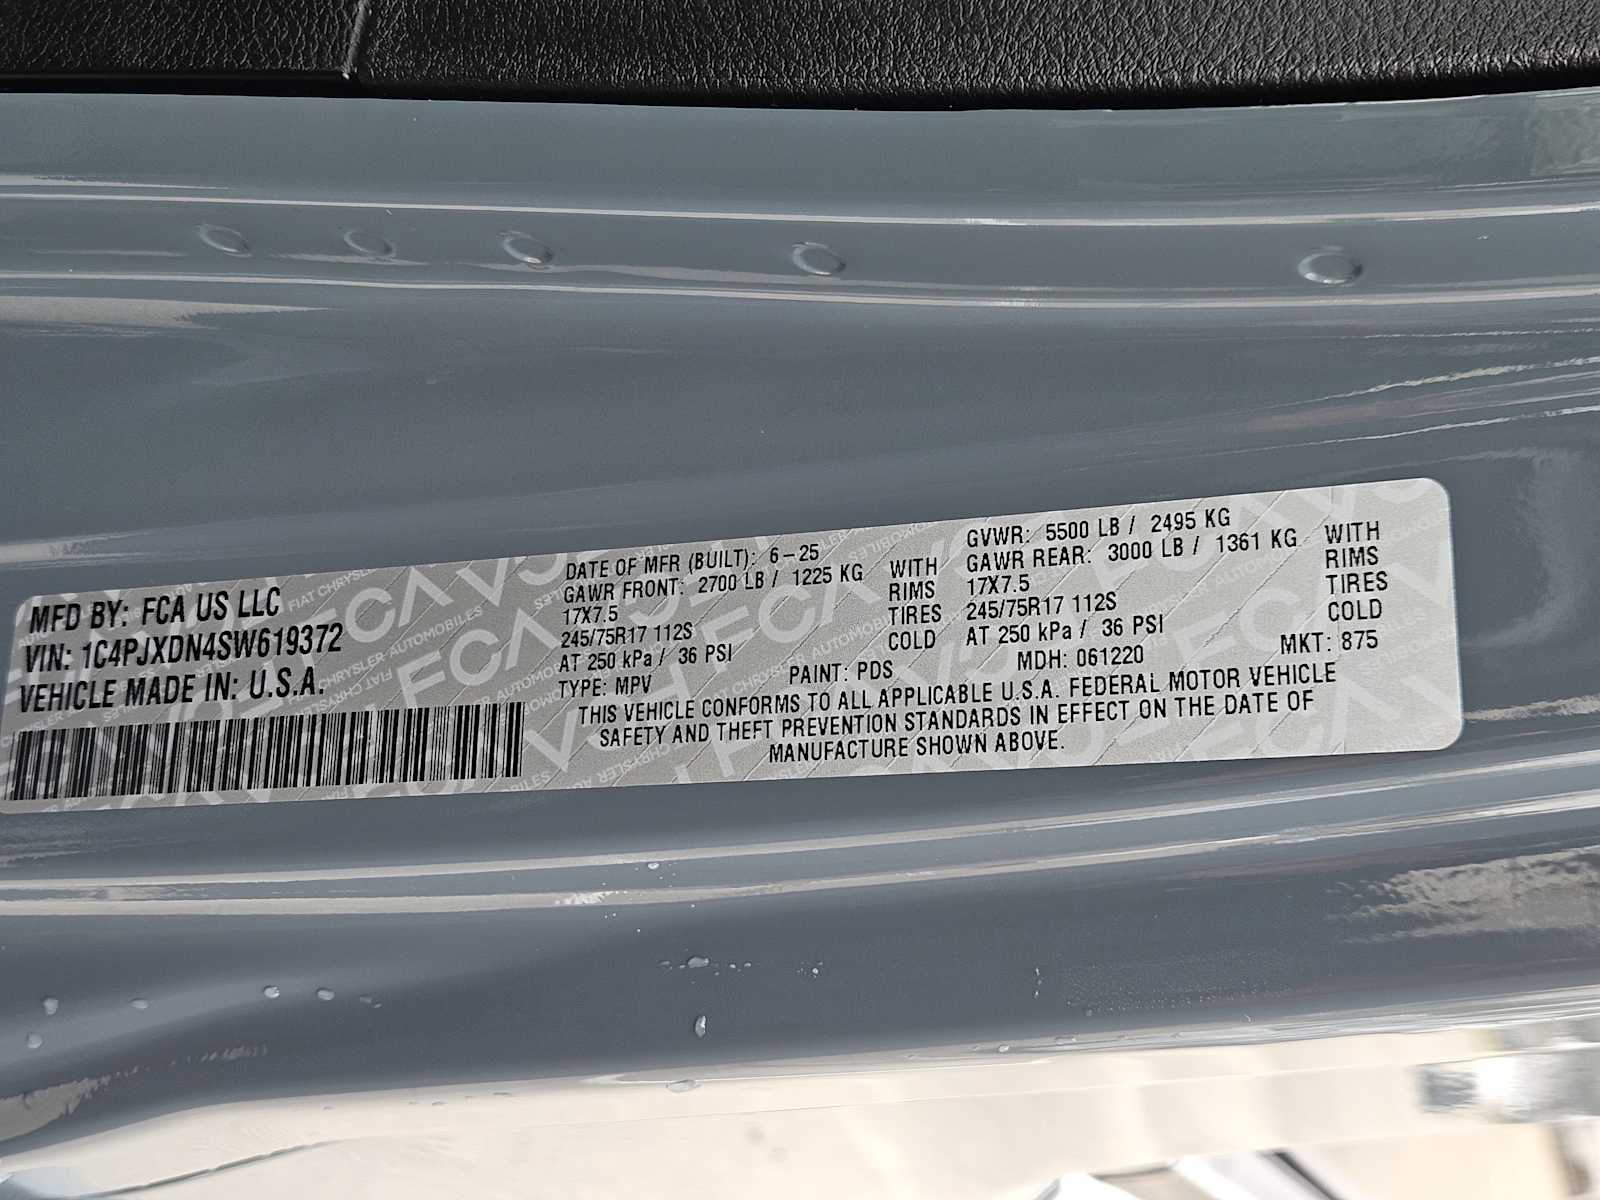 MFD BY: FCA US LLC
VIN: 1C4PJXDN4SW619372
VEHICLE MADE IN: U.S.A.
DATE OF MFR (BUILT): 6-25
GAWR FRONT: 2700 LB / 1225 KG WITH
17X7.5 RIMS
245/75R17 112S TIRES
AT 250 kPa / 36 PSI COLD
TYPE: MPV PAINT: PDS
GVWR: 5500 LB / 2495 KG
GAWR REAR: 3000 LB / 1361 KG WITH
17X7.5 RIMS
245/75R17 112S TIRES
AT 250 kPa / 36 PSI COLD
MDH: 061220 MKT: 875
THIS VEHICLE CONFORMS TO ALL APPLICABLE U.S.A. FEDERAL MOTOR VEHICLE
SAFETY AND THEFT PREVENTION STANDARDS IN EFFECT ON THE DATE OF
MANUFACTURE SHOWN ABOVE.